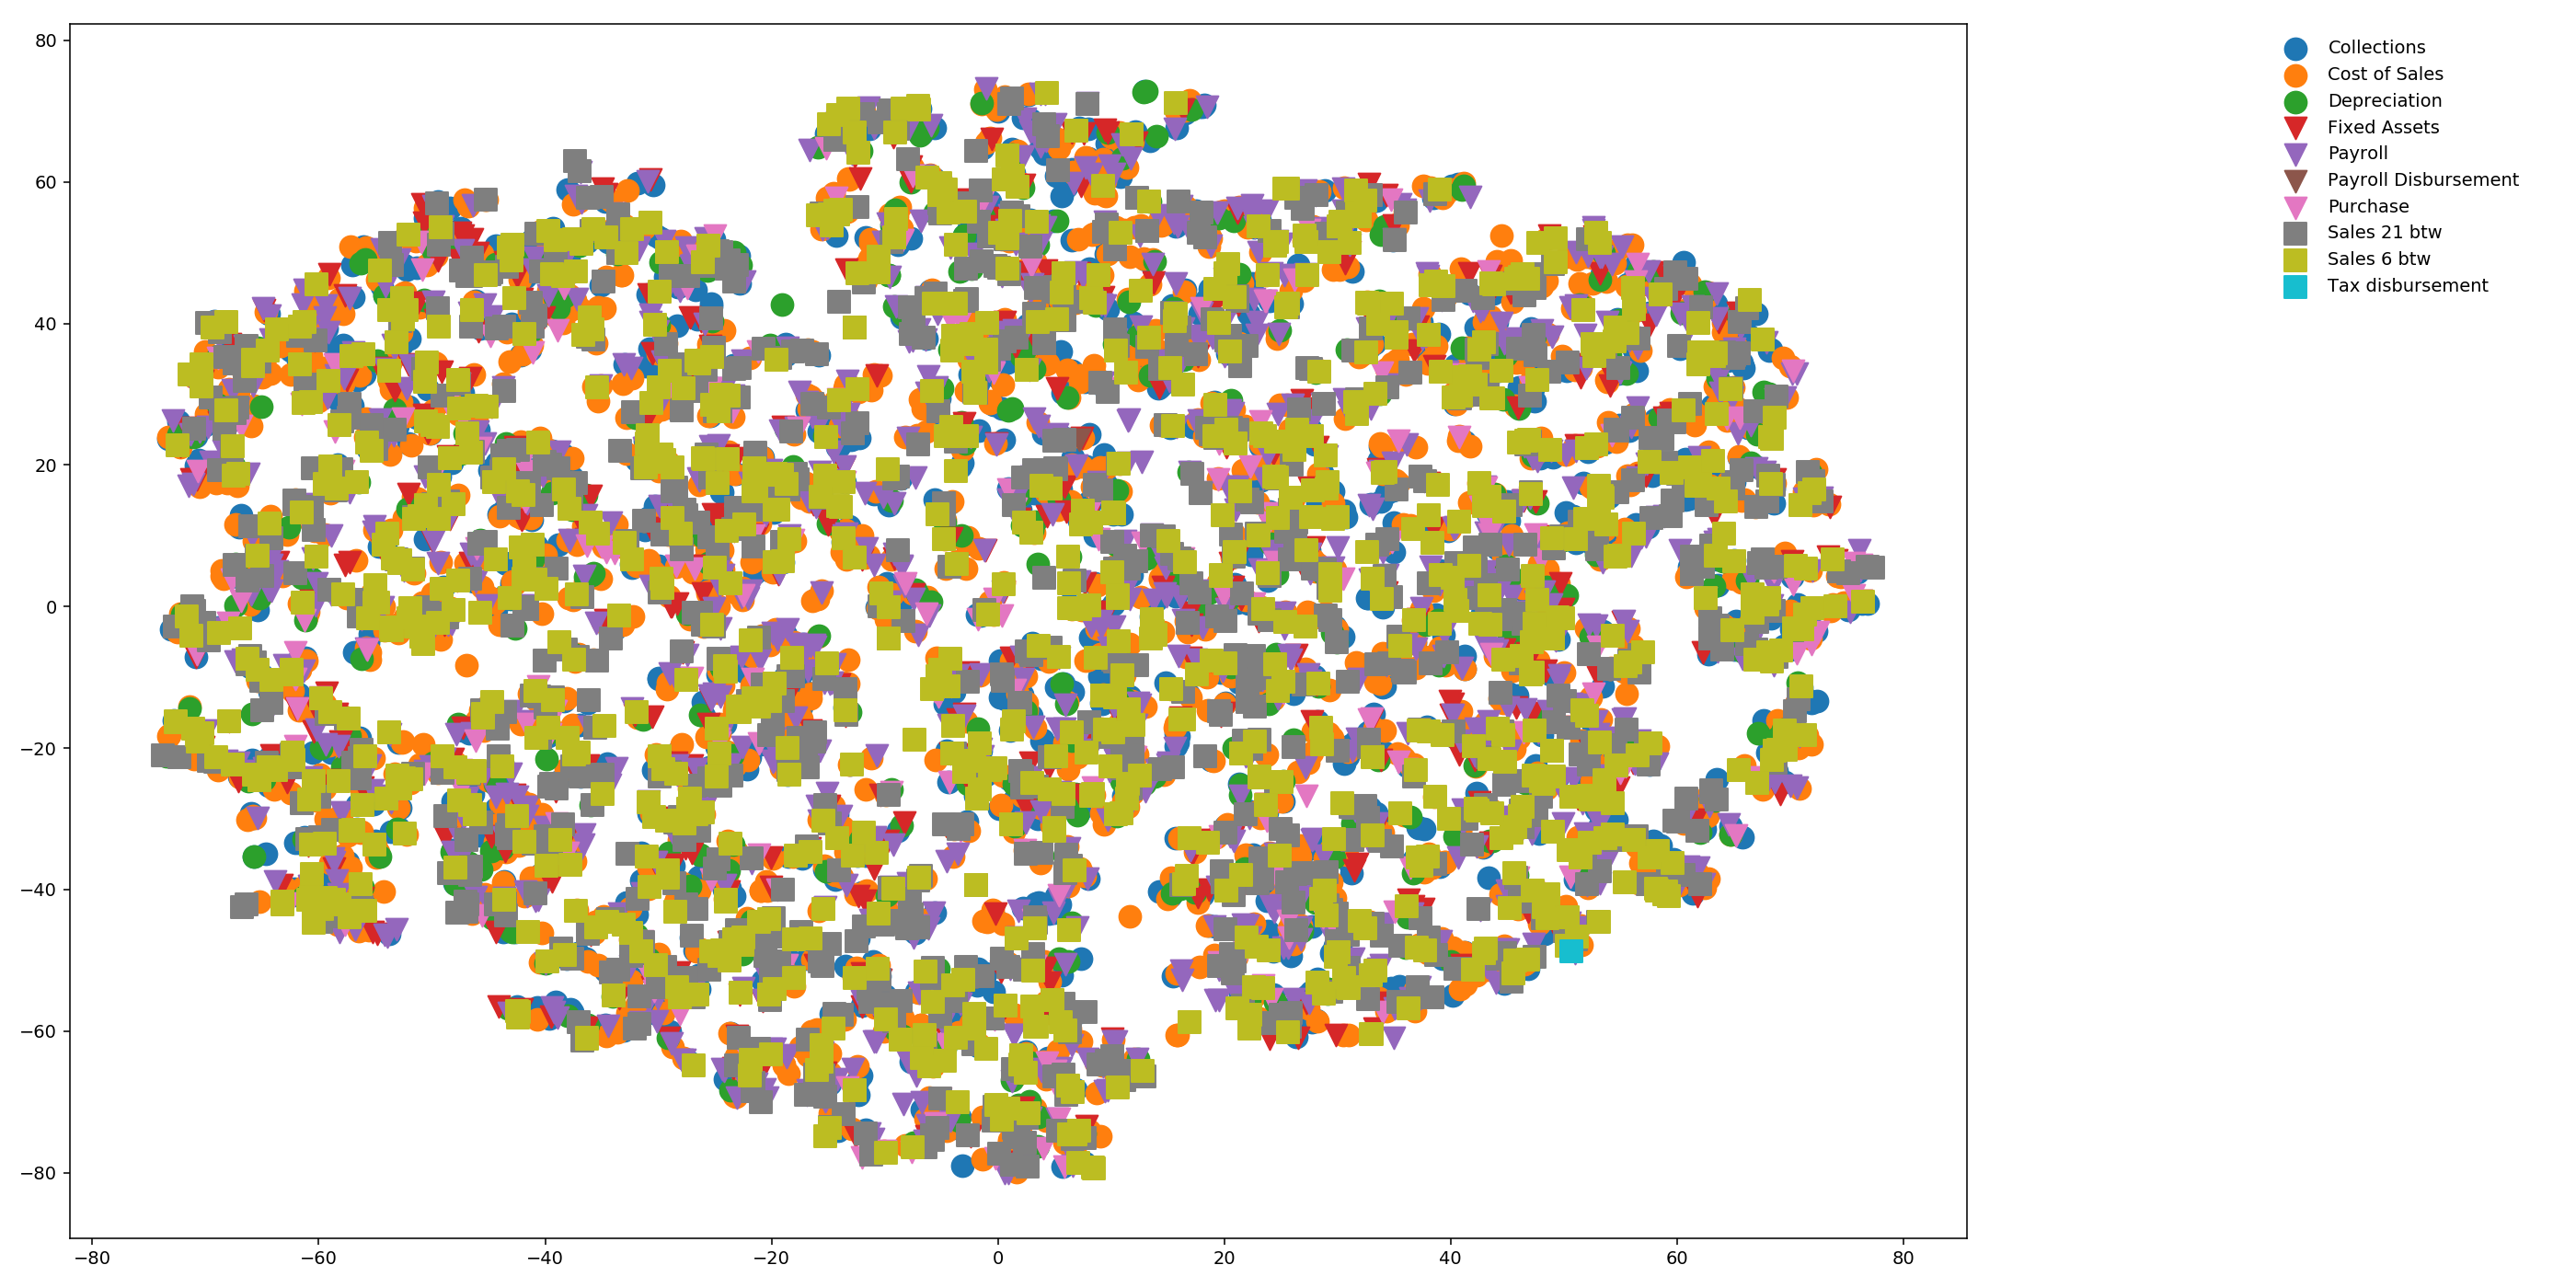 80
60
40
20
0
−20
−40
−60
−80
−80
−60
−40
−20
0
20
40
60
80
Collections
Cost of Sales
Depreciation
Fixed Assets
Payroll
Payroll Disbursement
Purchase
Sales 21 btw
Sales 6 btw
Tax disbursement